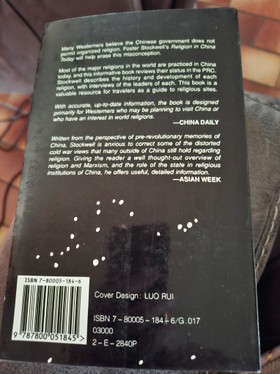 Many Westerners believe the Chinese government does not
permit organized religion, Foster Stockwell's Religion in China
Today will help erase this misconception.
Most of the major religions in the world are practiced in China
today, and this informative book reviews their status in the PRC.
Stockwell describes the history and development of each
religion, with interviews of the leaders of each. This book is a
valuable resource for travelers as a guide to religious sites.
With accurate, up-to-date information, the book is designed
primarily for Westerners who may be planning to visit China or
who have an interest in world religions.
—CHINA DAILY
Written from the perspective of pre-revolutionary memories of
China, Stockwell is anxious to correct some of the distorted
cold war views that many outside of China still hold regarding
religion. Giving the reader a well thought-out overview of
religion and Marxism, and the role of the state in religious
institutions of China, he offers useful, detailed information.
—ASIAN WEEK
ISBN 7-80005-184-6
9 787800 051845 >
Cover Design: LUO RUI
ISBN 7-80005-184-6/G.017
03000
2-E-2840P